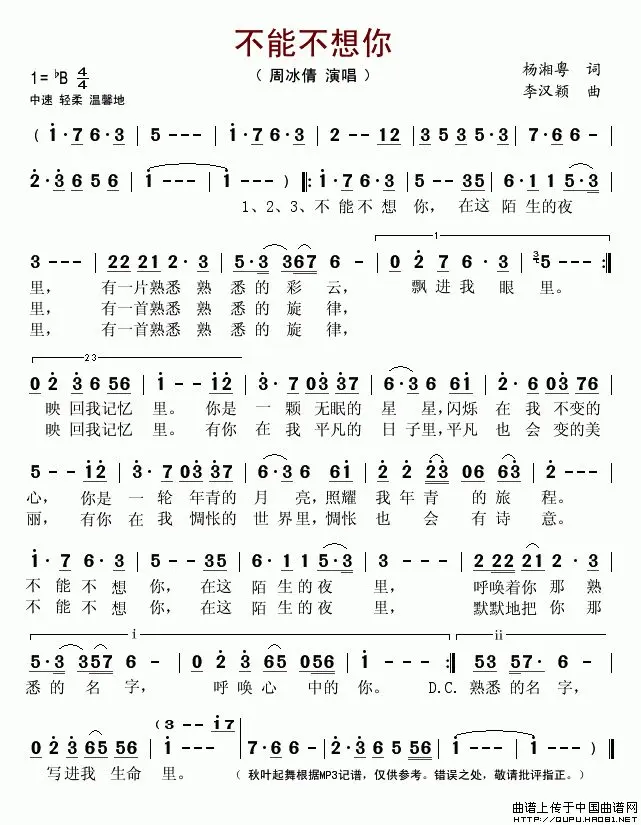 不能不想你
1=♭B 4/4
（ 周冰倩 演唱 ）
杨湘粤 词
中速 轻柔 温馨地
李汉颖 曲
( i·7 6·3 | 5 - - - | i·7 6·3 | 2 - - 12 | 3 5 3 5 3·5 | 7·6 6 -
2·3 6 5 6 | i - - - | i - - - ) ‖: i·7 6·3 | 5 - - 35 | 6·i i 5·3
1、2、3、不能不想 你，在这 陌生的夜
3 - - - | 22 21 2·3 | 5·3 367 6 - | 0 2 7 6·3 | 5 - - - :‖
里， 有一片熟悉 熟 悉的彩云， 飘进我 眼 里。
里， 有一首熟悉 熟 悉的旋律，
里， 有一首熟悉 熟 悉的旋律，
0 2 3 6 56 | i - - i2 | 3·7 03 37 | 6·3 6 6i | 2·6 03 76
映回我记忆 里。 你是 一 颗 无眠的 星 星,闪烁 在 我 不变的
映回我记忆 里。 有你 在 我 平凡的 日 子里,平凡 也 会 变的美
5 - - i2 | 3·7 03 37 | 6·3 6 6i | 2 2 23 06 63 | 2 - - -
心， 你是 一 轮 年青的 月 亮,照耀 我年青 的旅 程。
丽， 有你 在 我 惆怅的 世 界里,惆怅 也 会 有诗 意。
i·7 6·3 | 5 - - 35 | 6·i i 5·3 | 3 - - - | 222 221 2·3
不能不想 你，在这 陌生的夜 里， 呼唤着你 那 熟
不能不想 你，在这 陌生的夜 里， 默默地把 你 那
5·3 357 6 - | 0 2 3 65 056 | i - - - :‖ 53 57· 6 -
悉的名字， 呼唤心 中的你。 D.C. 熟悉的名字，
(3 - - i7
0 2 3 65 56 | i - - - | 7·6 6 - | 2·3 6 5 56 | i - - - | i - - - )‖
写进我 生命 里。 （ 秋叶起舞根据MP3记谱，仅供参考。错误之处，敬请批评指正。）
曲谱上传于中国曲谱网
HTTP://QUPU.HAO81.NET